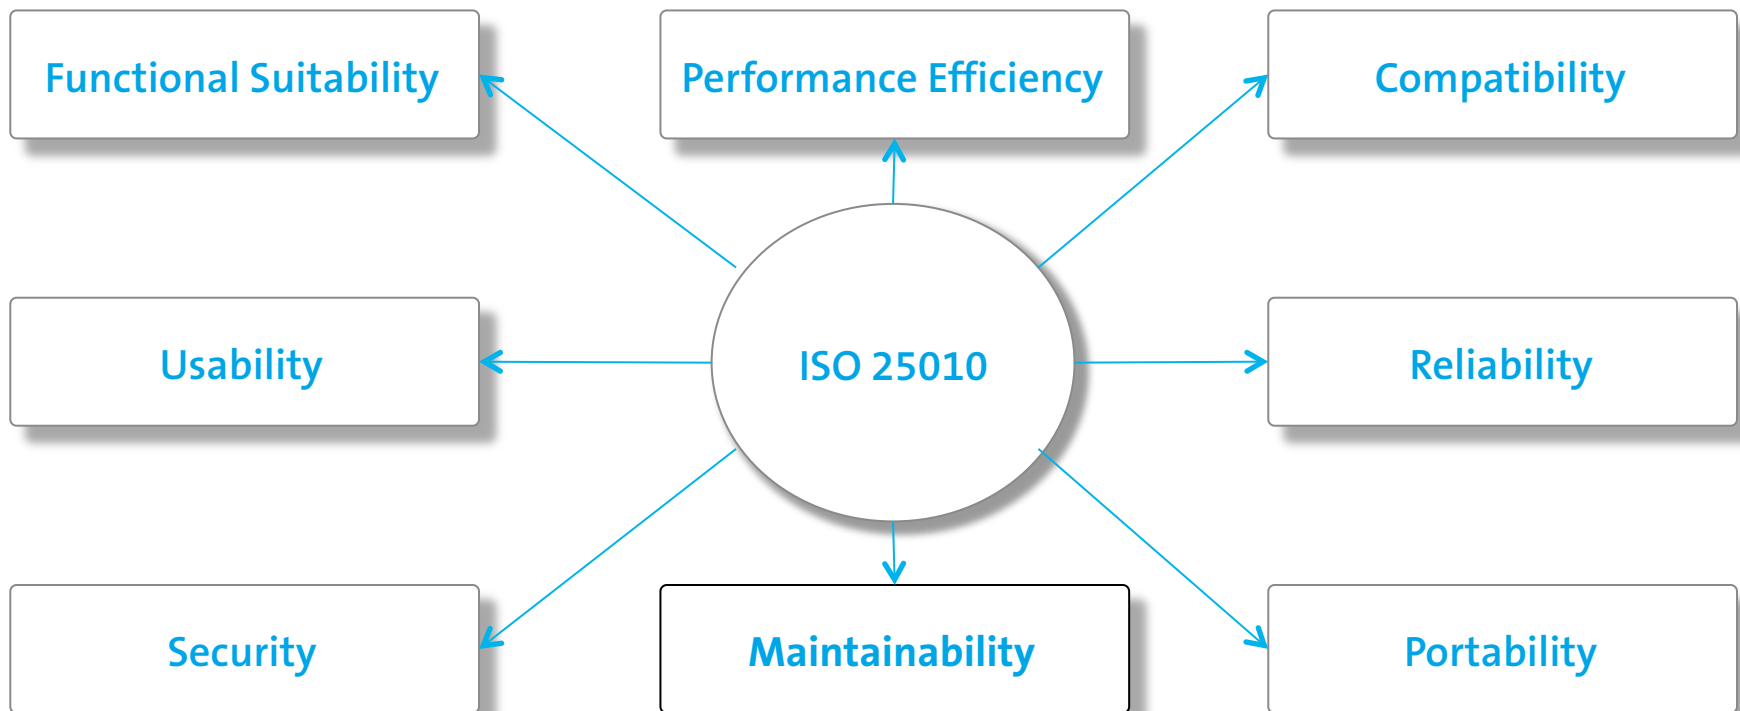 Functional Suitability
Performance Efficiency
Compatibility
Usability
ISO 25010
Reliability
Security
Maintainability
Portability